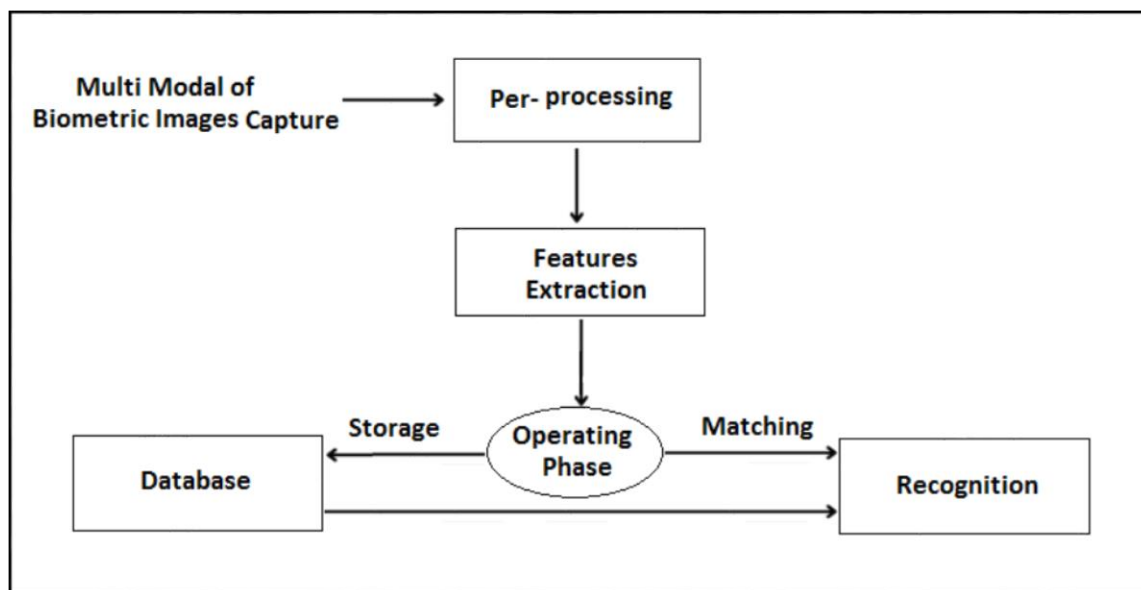 Multi Modal of
Biometric Images Capture
Per- processing
Features
Extraction
Storage
Operating
Phase
Matching
Database
Recognition